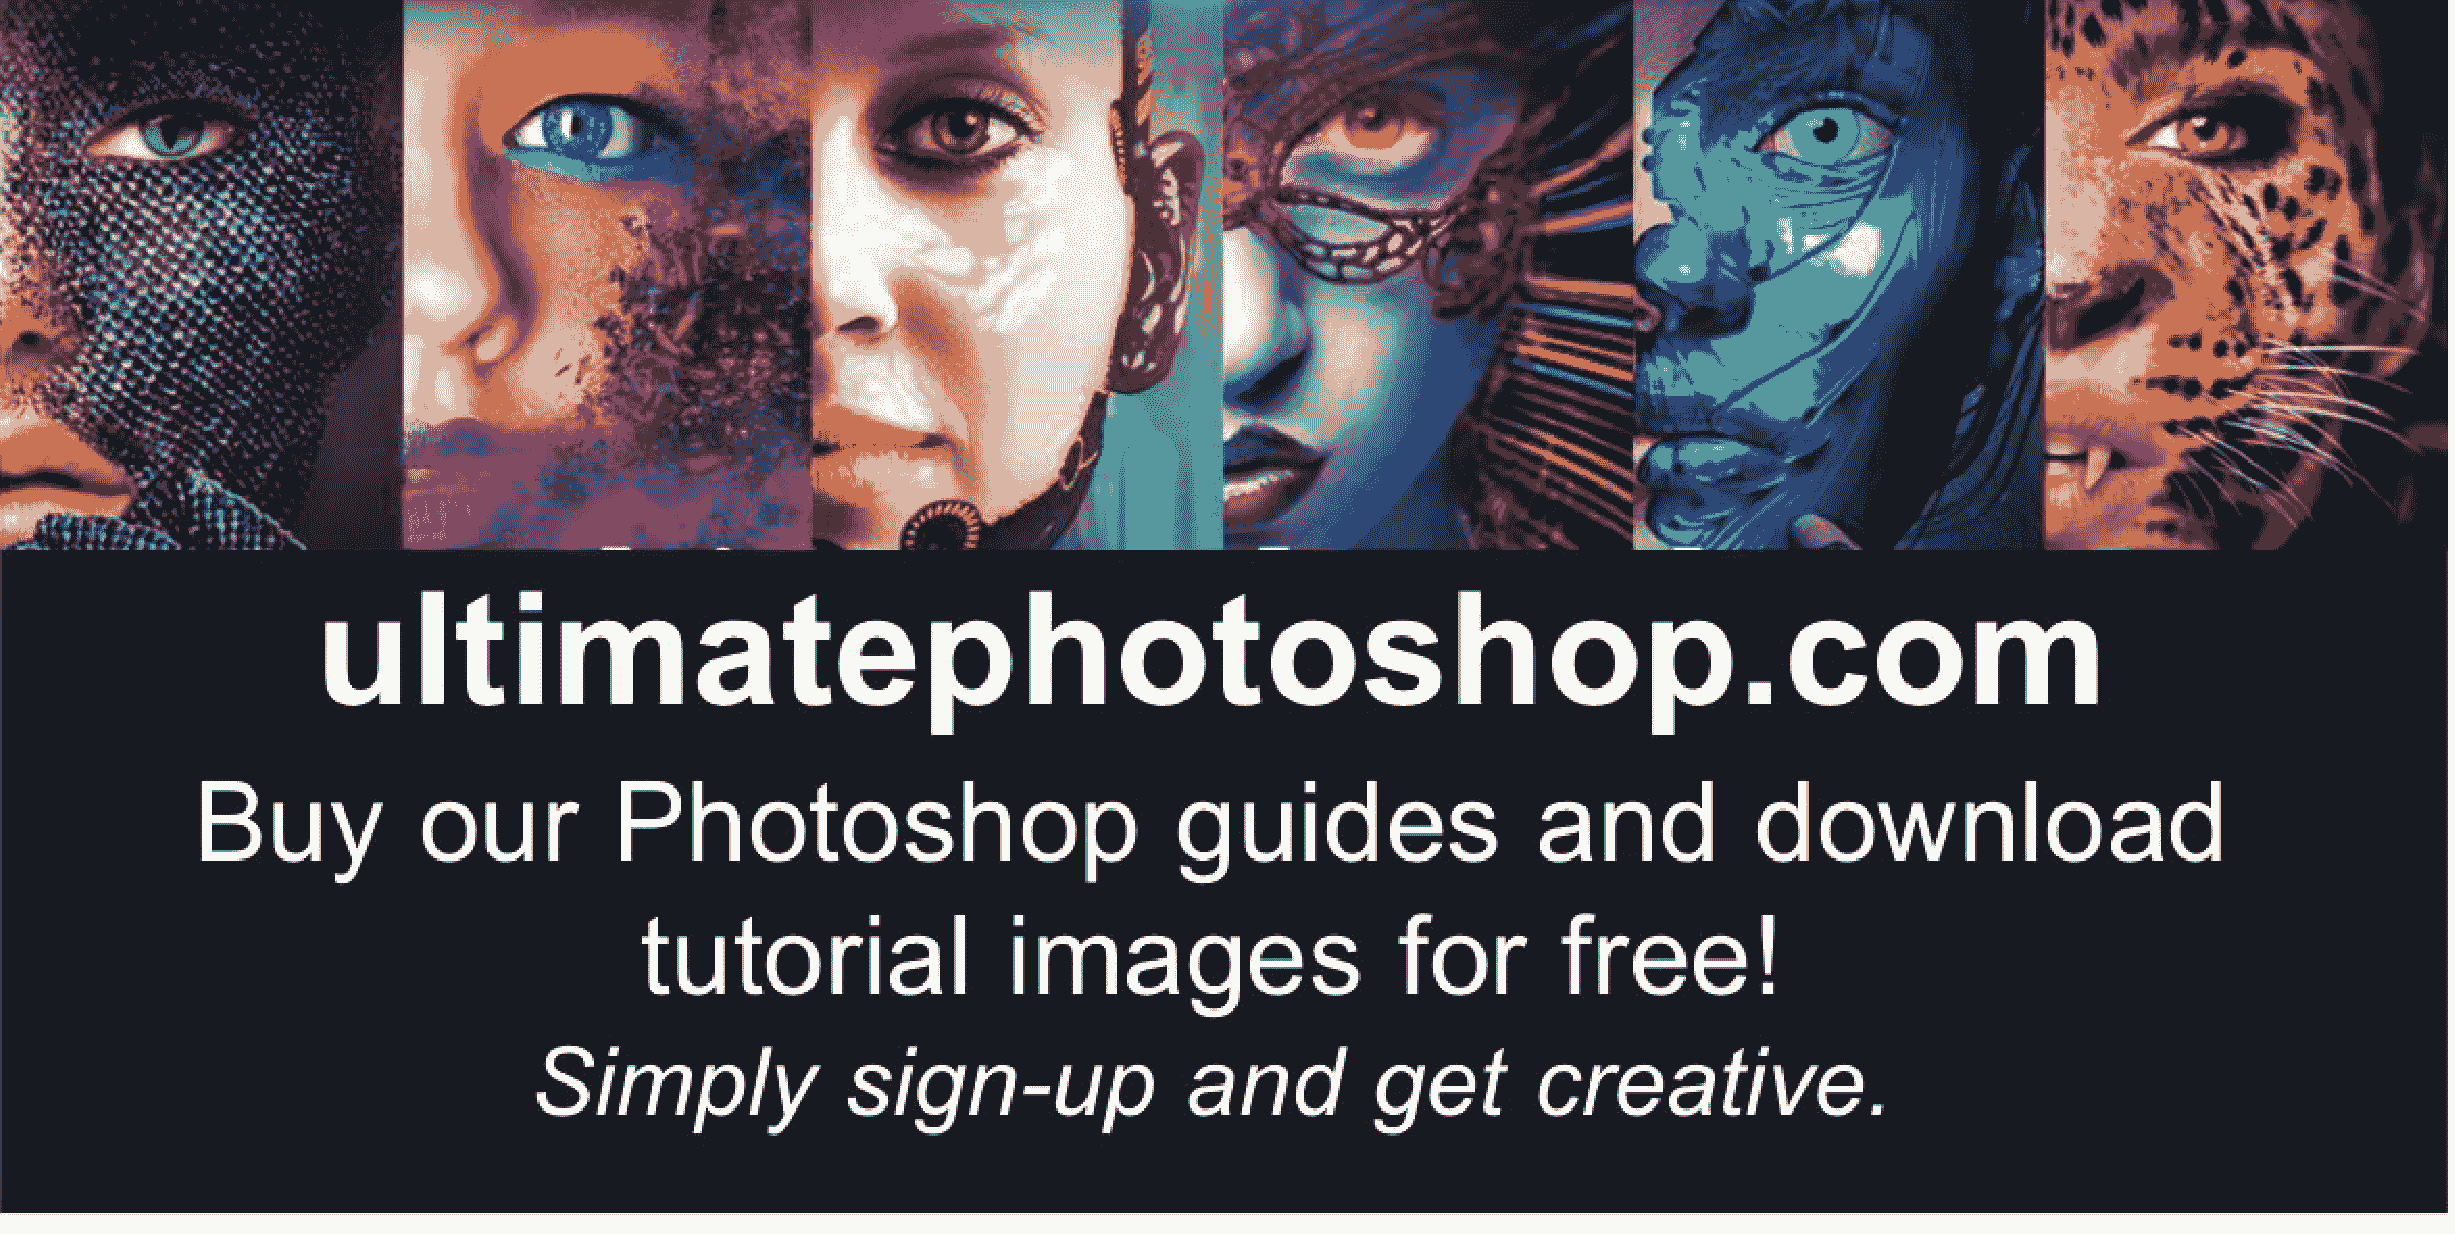 ultimatephotoshop.com
Buy our Photoshop guides and download
tutorial images for free!
Simply sign-up and get creative.